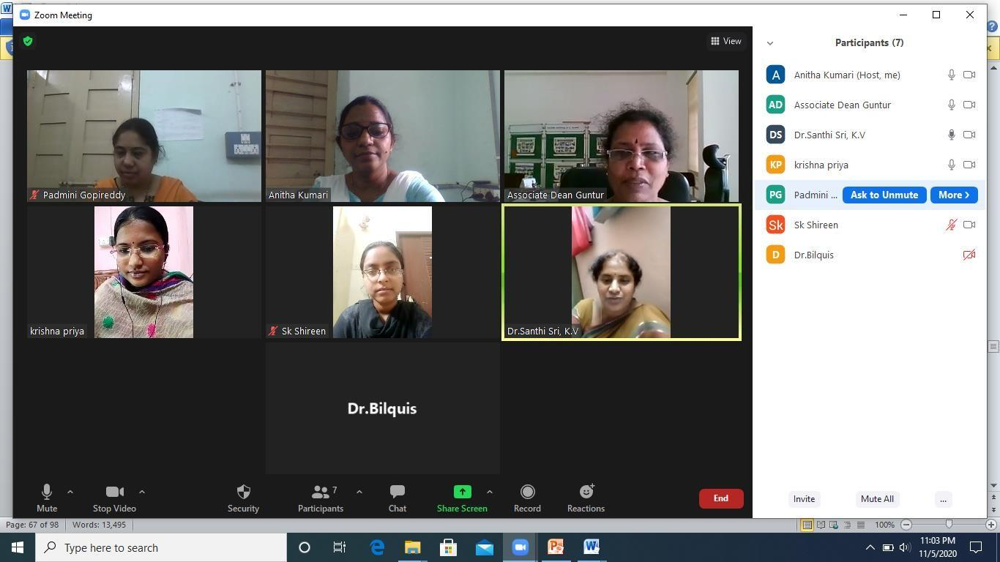 Zoom Meeting
View
Padmini Gopireddy
Anitha Kumari
Associate Dean Guntur
krishna priya
Sk Shireen
Dr.Santhi Sri, K.V
Dr.Bilquis
Participants (7)
A Anitha Kumari (Host, me)
AD Associate Dean Guntur
DS Dr.Santhi Sri, K.V
KP krishna priya
PG Padmini ... Ask to Unmute More
Sk Sk Shireen
D Dr.Bilquis
Invite Mute All ...
Mute Stop Video Security Participants 7 Chat Share Screen Record Reactions End
Page: 67 of 98 Words: 13,495 100%
Type here to search
11:03 PM
11/5/2020